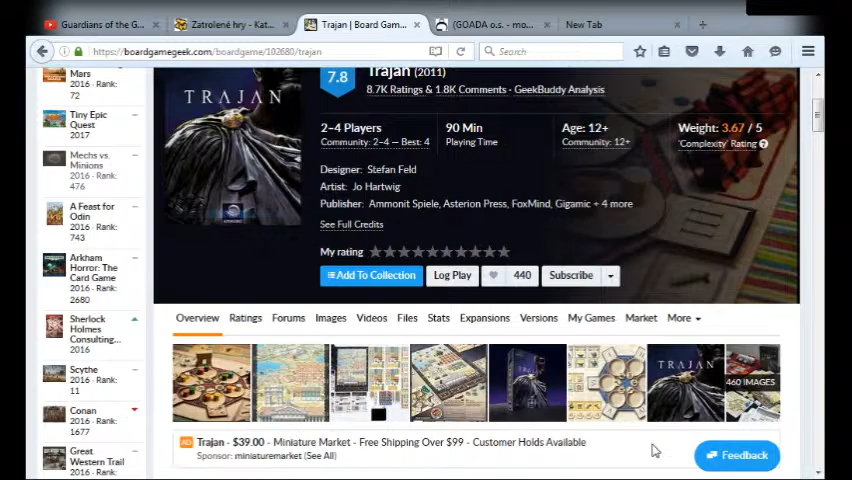 Guardians of the G...
Zatrolené hry - Kat...
Trajan | Board Gam...
(GOADA o.s. - mo...
New Tab
https://boardgamegeek.com/boardgame/102680/trajan
Search
Mars
2016 - Rank:
72
Tiny Epic
Quest
2017
Mechs vs.
Minions
2016 - Rank:
476
A Feast for
Odin
2016 - Rank:
743
Arkham
Horror: The
Card Game
2016 - Rank:
2680
Sherlock
Holmes
Consulting...
2016
Scythe
2016 - Rank:
11
Conan
2016 - Rank:
1677
Great
Western Trail
2016 - Rank:
TRAJAN
7.8
Trajan (2011)
8.7K Ratings & 1.8K Comments · GeekBuddy Analysis
2–4 Players
Community: 2–4 — Best: 4
90 Min
Playing Time
Age: 12+
Community: 12+
Weight: 3.67 / 5
'Complexity' Rating
Designer: Stefan Feld
Artist: Jo Hartwig
Publisher: Ammonit Spiele, Asterion Press, FoxMind, Gigamic + 4 more
See Full Credits
My rating
Add To Collection
Log Play
440
Subscribe
Overview Ratings Forums Images Videos Files Stats Expansions Versions My Games Market More
TRAJAN
TRAJAN
460 IMAGES
AD Trajan - $39.00 - Miniature Market - Free Shipping Over $99 - Customer Holds Available
Sponsor: miniaturemarket (See All)
Feedback